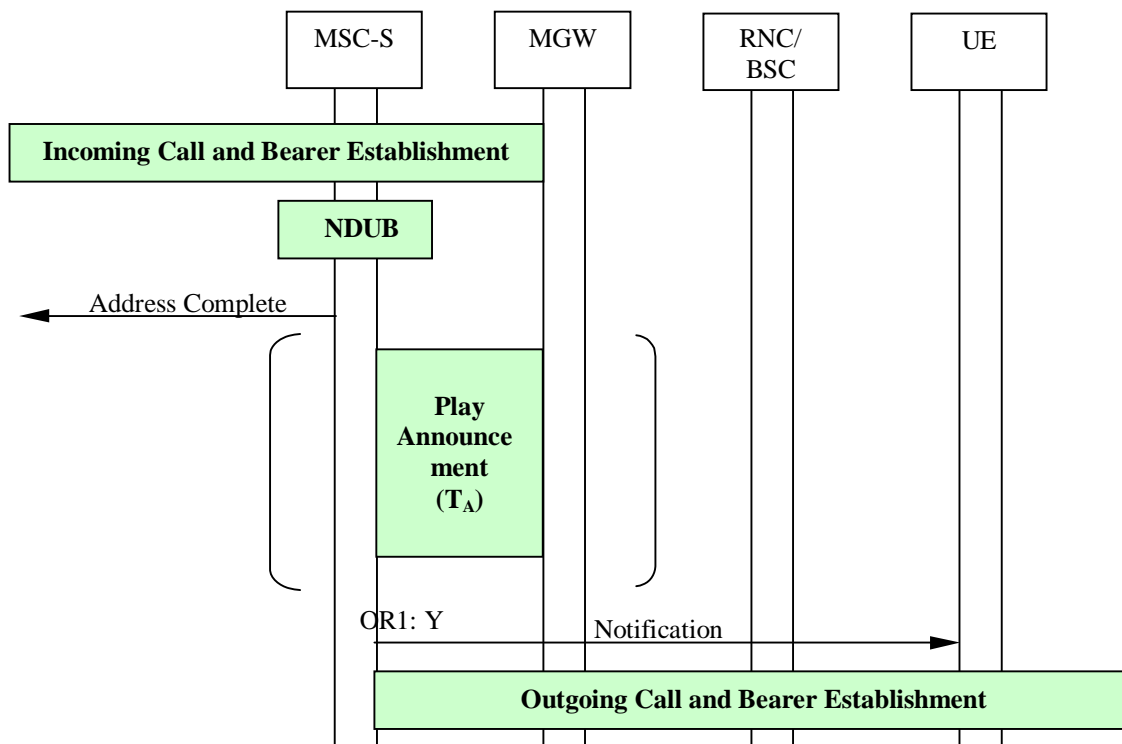 MSC-S
MGW
RNC/
BSC
UE
Incoming Call and Bearer Establishment
NDUB
Address Complete
Play
Announce
ment
(TA)
OR1: Y
Notification
Outgoing Call and Bearer Establishment